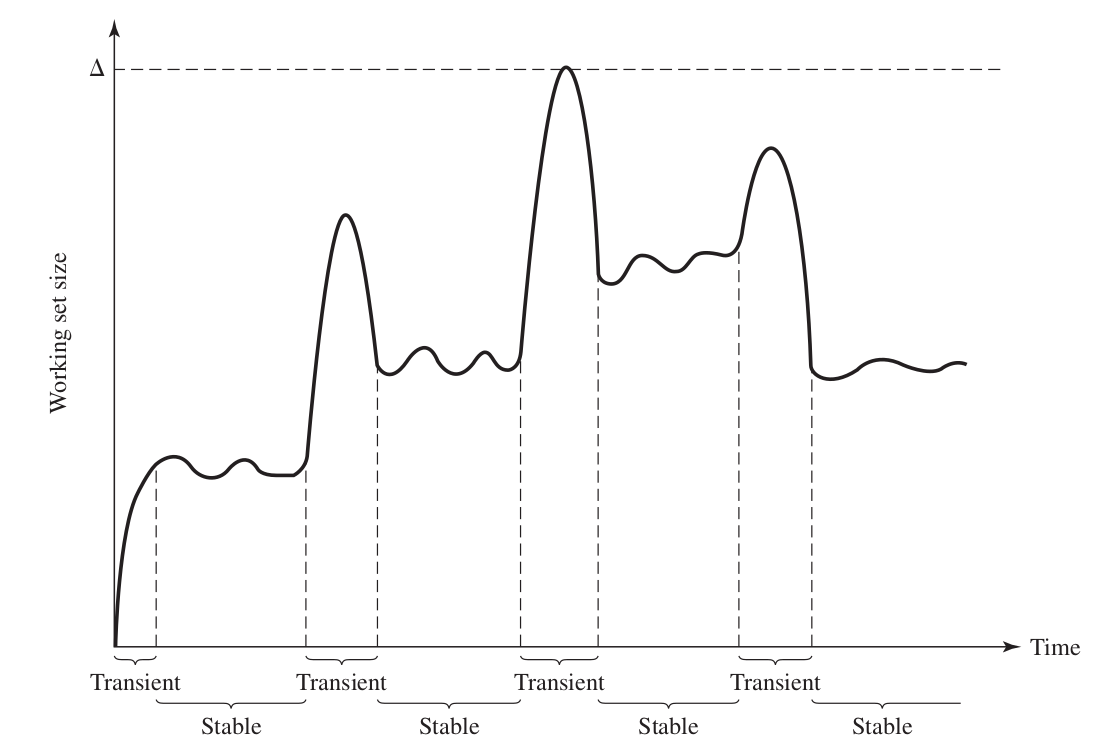 Δ
Working set size
Time
Transient
Transient
Transient
Transient
Stable
Stable
Stable
Stable